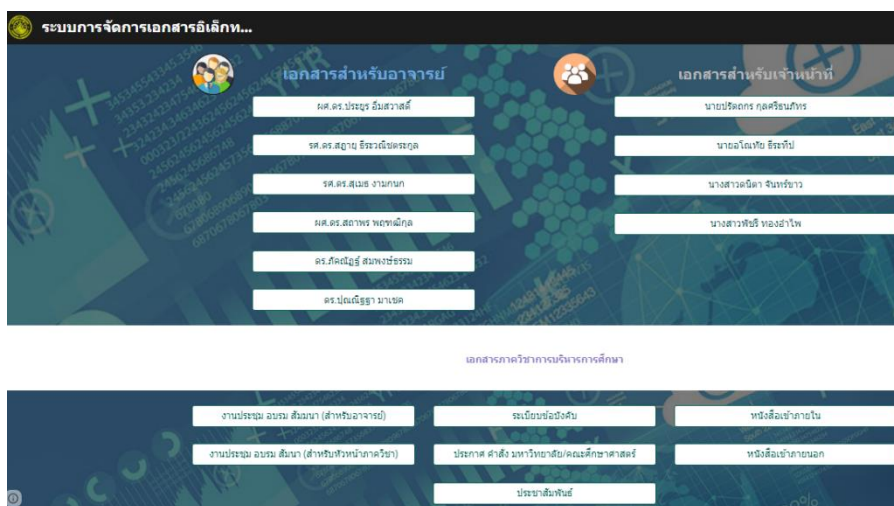 ระบบการจัดการเอกสารอิเล็กท...
เอกสารสำหรับอาจารย์
ผศ.ดร.ประยูร อิ่มสวาสดิ์
รศ.ดร.สฎายุ ธีระวณิชตระกูล
รศ.ดร.สุเมธ งามกนก
ผศ.ดร.สถาพร พฤฑฒิกุล
ดร.ภัคณัฏฐ์ สมพงษ์ธรรม
ดร.ปุณณิฐฐา มาเชค
เอกสารสำหรับเจ้าหน้าที่
นายปรัตถกร กุลศรีธนภัทร
นายอโณทัย ธีระทีป
นางสาวดนิตา จันทร์ขาว
นางสาวพัชรี ทองอำไพ
เอกสารภาควิชาการบริหารการศึกษา
งานประชุม อบรม สัมมนา (สำหรับอาจารย์)
ระเบียบข้อบังคับ
หนังสือเข้าภายใน
งานประชุม อบรม สัมนา (สำหรับหัวหน้าภาควิชา)
ประกาศ คำสั่ง มหาวิทยาลัย/คณะศึกษาศาสตร์
หนังสือเข้าภายนอก
ประชาสัมพันธ์